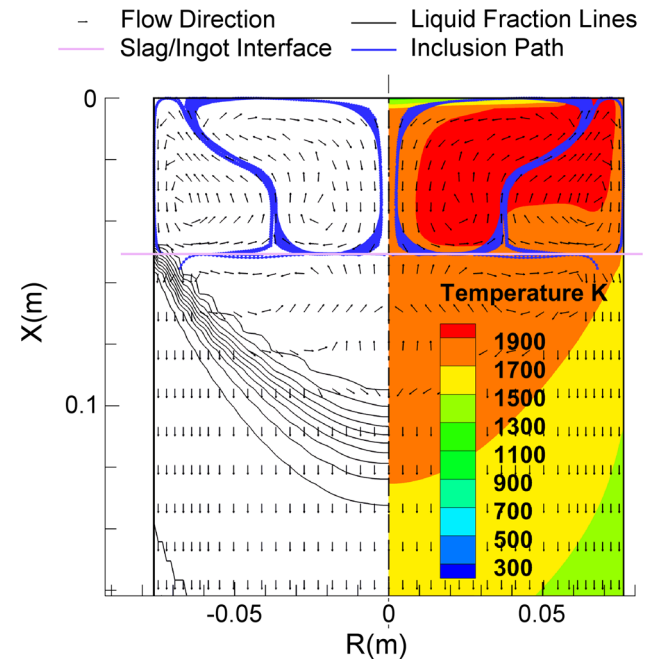 Flow Direction
Liquid Fraction Lines
Slag/Ingot Interface
Inclusion Path
0
X(m)
0.1
Temperature K
1900
1700
1500
1300
1100
900
700
500
300
-0.05
0
0.05
R(m)